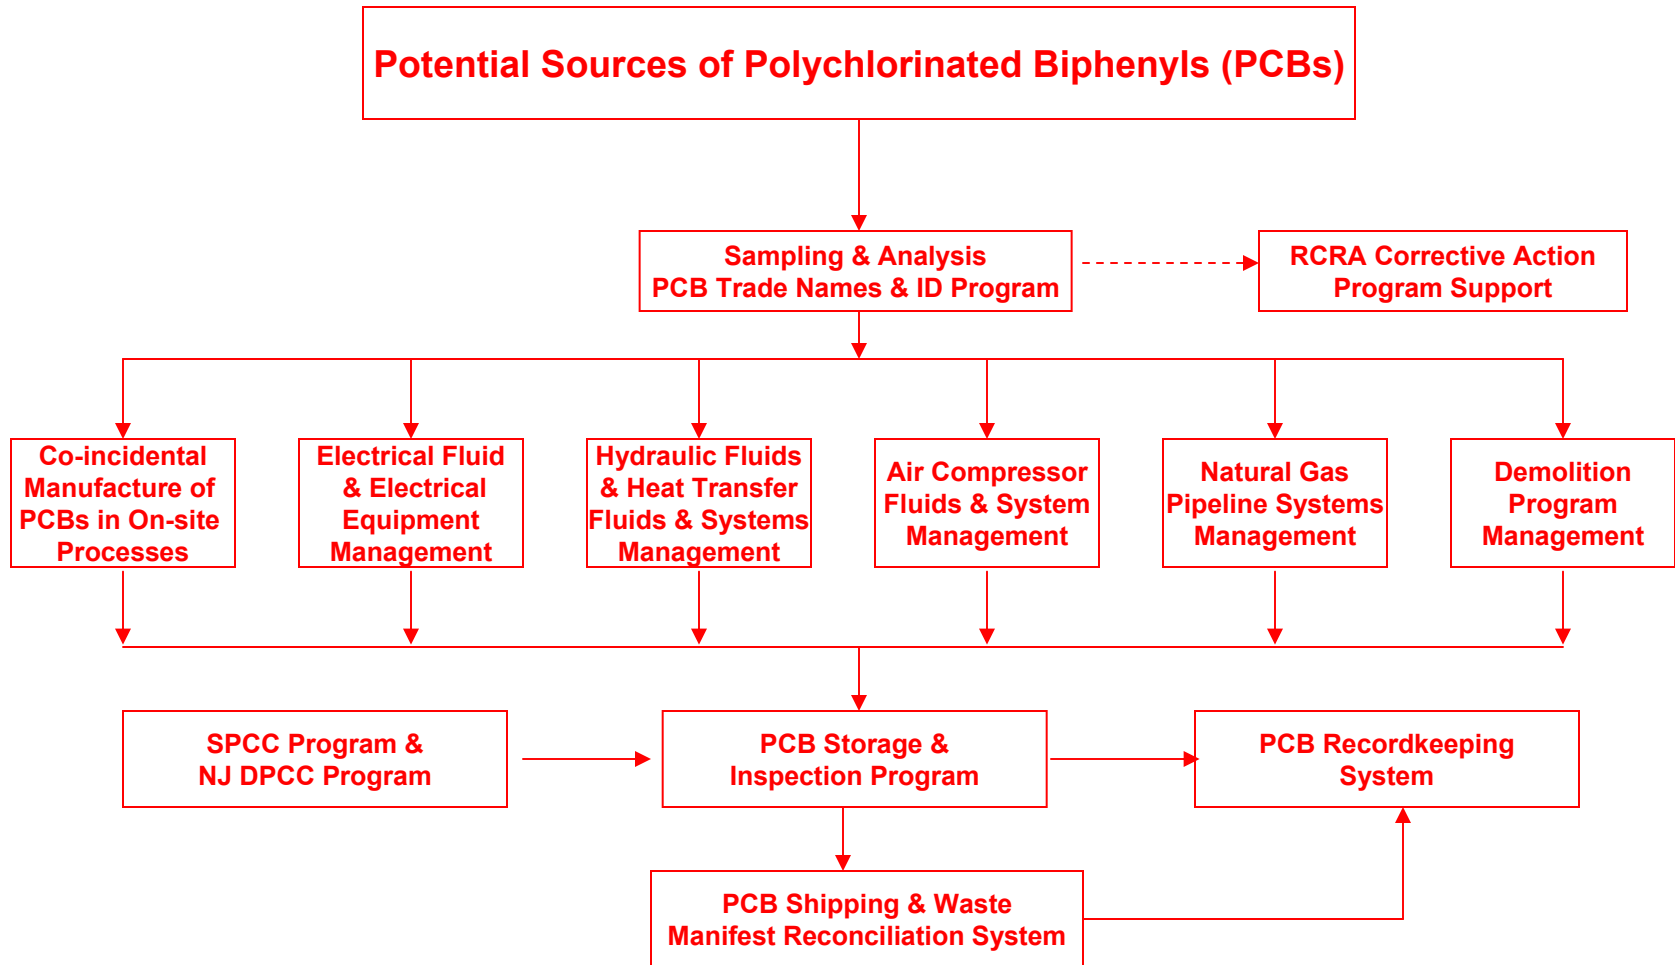 Potential Sources of Polychlorinated Biphenyls (PCBs)
Sampling & Analysis
PCB Trade Names & ID Program
RCRA Corrective Action
Program Support
Co-incidental
Manufacture of
PCBs in On-site
Processes
Electrical Fluid
& Electrical
Equipment
Management
Hydraulic Fluids
& Heat Transfer
Fluids & Systems
Management
Air Compressor
Fluids & System
Management
Natural Gas
Pipeline Systems
Management
Demolition
Program
Management
SPCC Program &
NJ DPCC Program
PCB Storage &
Inspection Program
PCB Recordkeeping
System
PCB Shipping & Waste
Manifest Reconciliation System